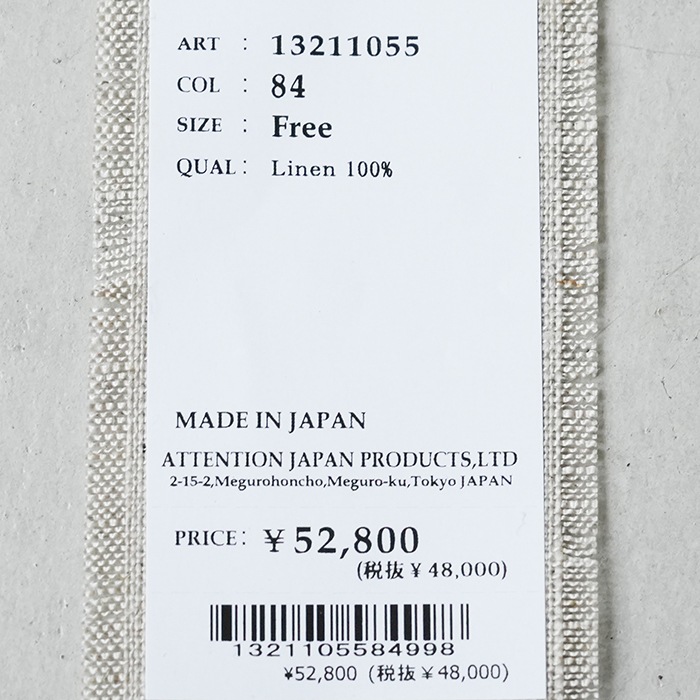 ART : 13211055
COL : 84
SIZE : Free
QUAL : Linen 100%
MADE IN JAPAN
ATTENTION JAPAN PRODUCTS,LTD
2-15-2,Megurohoncho,Meguro-ku,Tokyo JAPAN
PRICE: ¥52,800
(税抜¥48,000)
1321105584998
¥52,800 (税抜¥48,000)